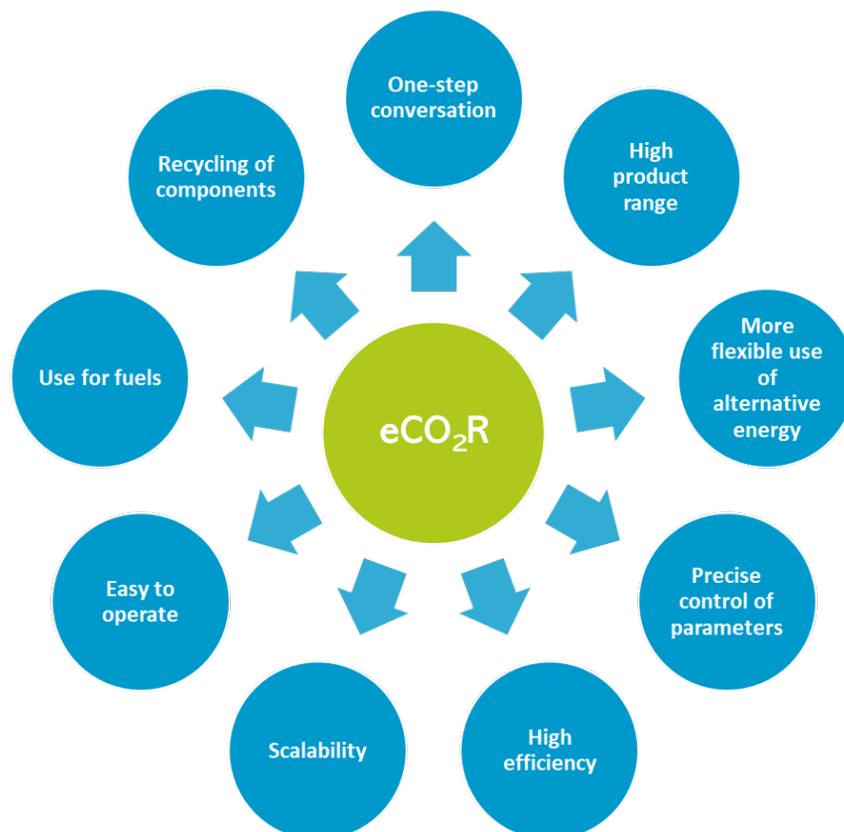 One-step
conversation
High
product
range
More
flexible use
of
alternative
energy
Precise
control of
parameters
High
efficiency
Scalability
Easy to
operate
Use for fuels
Recycling of
components
eCO₂R